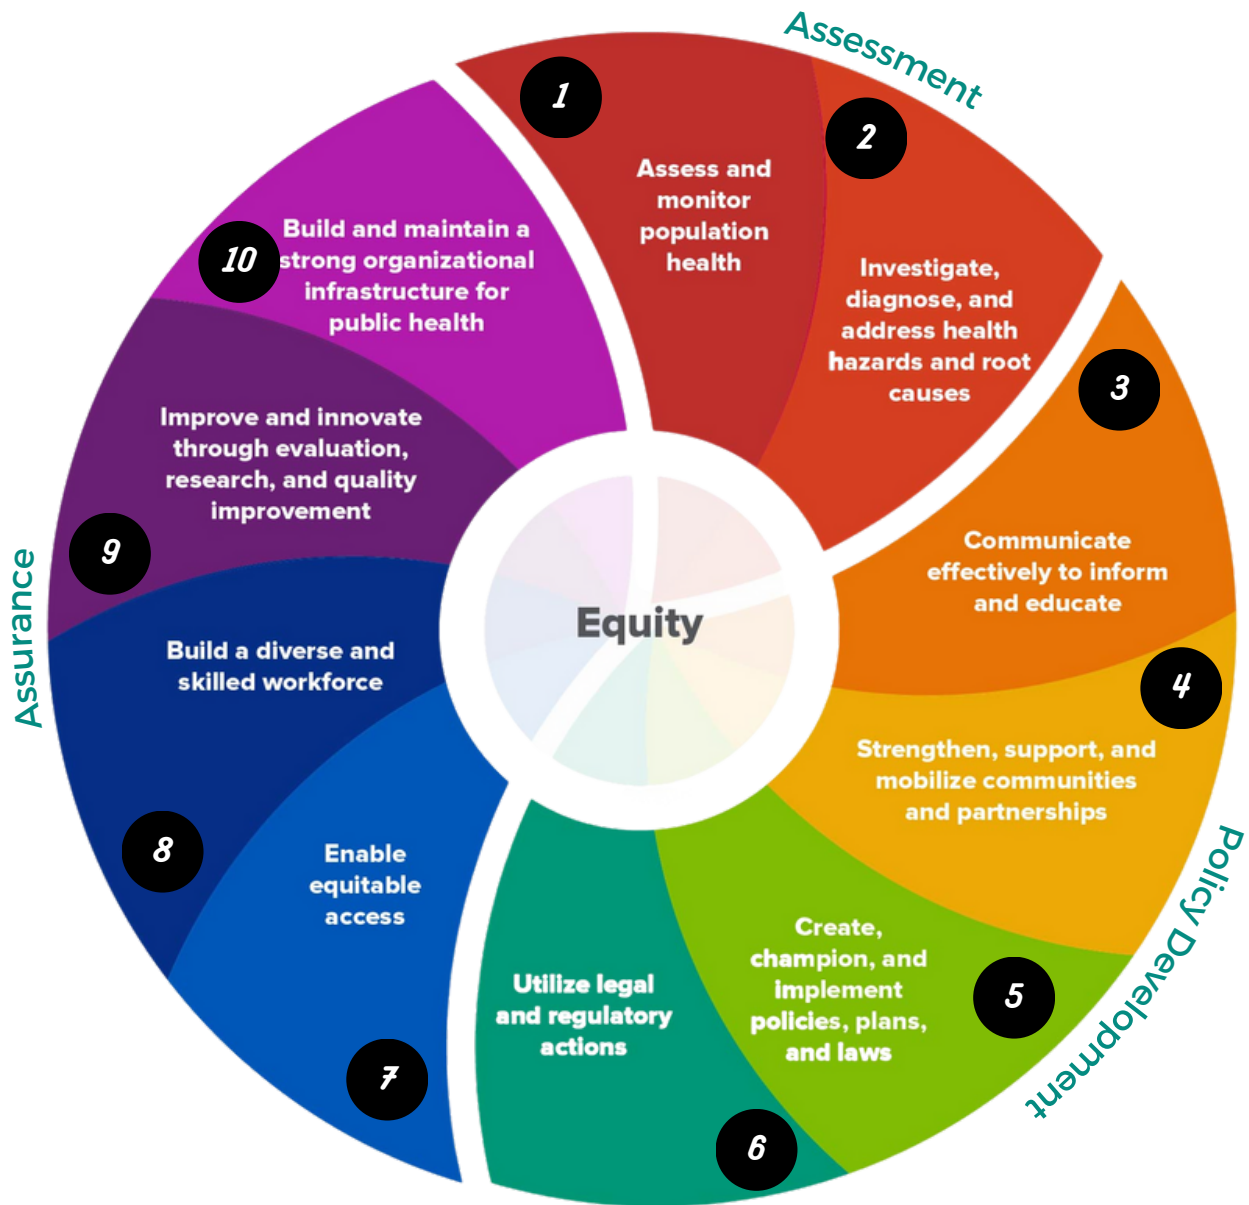 Assessment
1
Assess and
monitor
population
health
2
Investigate,
diagnose, and
address health
hazards and root
causes
3
Communicate
effectively to inform
and educate
4
Strengthen, support, and
mobilize communities
and partnerships
Policy Development
5
Create,
champion, and
implement
policies, plans,
and laws
6
Utilize legal
and regulatory
actions
7
Enable
equitable
access
8
Build a diverse and
skilled workforce
Assurance
9
Improve and innovate
through evaluation,
research, and quality
improvement
10
Build and maintain a
strong organizational
infrastructure for
public health
Equity